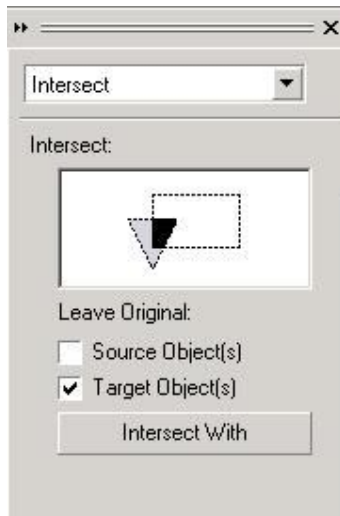 Intersect
Intersect:
Leave Original:
Source Object(s)
Target Object(s)
Intersect With